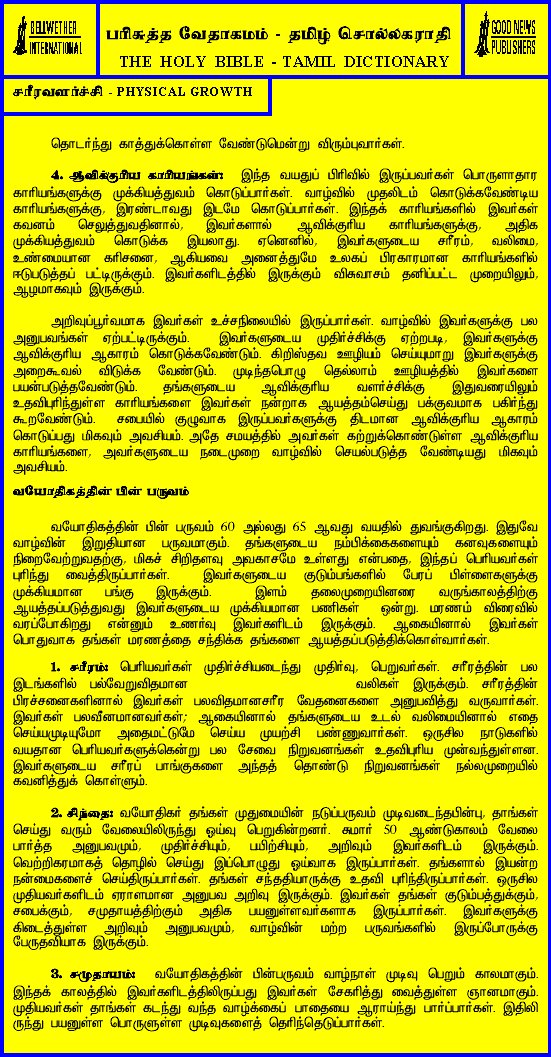 BELLWETHER
INTERNATIONAL
பரிசுத்த வேதாகமம் - தமிழ் சொல்லகராதி
THE HOLY BIBLE - TAMIL DICTIONARY
GOOD NEWS
PUBLISHERS
சரீரவளர்ச்சி - PHYSICAL GROWTH
தொடர்ந்து காத்துக்கொள்ள வேண்டுமென்று விரும்புவார்கள்.
4. ஆவிக்குரிய காரியங்கள்: இந்த வயதுப் பிரிவில் இருப்பவர்கள் பொருளாதார
காரியங்களுக்கு முக்கியத்துவம் கொடுப்பார்கள். வாழ்வில் முதலிடம் கொடுக்கவேண்டிய
காரியங்களுக்கு, இரண்டாவது இடமே கொடுப்பார்கள். இந்தக் காரியங்களில் இவர்கள்
கவனம் செலுத்துவதினால், இவர்களால் ஆவிக்குரிய காரியங்களுக்கு, அதிக
முக்கியத்துவம் கொடுக்க இயலாது. ஏனெனில், இவர்களுடைய சரீரம், வலிமை,
உண்மையான கரிசனை, ஆகியவை அனைத்துமே உலகப் பிரகாரமான காரியங்களில்
ஈடுபடுத்தப் பட்டிருக்கும். இவர்களிடத்தில் இருக்கும் விசுவாசம் தனிப்பட்ட முறையிலும்,
ஆழமாகவும் இருக்கும்.
அறிவுப்பூர்வமாக இவர்கள் உச்சநிலையில் இருப்பார்கள். வாழ்வில் இவர்களுக்கு பல
அனுபவங்கள் ஏற்பட்டிருக்கும். இவர்களுடைய முதிர்ச்சிக்கு ஏற்றபடி, இவர்களுக்கு
ஆவிக்குரிய ஆகாரம் கொடுக்கவேண்டும். கிறிஸ்தவ ஊழியம் செய்யுமாறு இவர்களுக்கு
அறைகூவல் விடுக்க வேண்டும். முடிந்தபொழு தெல்லாம் ஊழியத்தில் இவர்களை
பயன்படுத்தவேண்டும். தங்களுடைய ஆவிக்குரிய வளர்ச்சிக்கு இதுவரையிலும்
உதவிபுரிந்துள்ள காரியங்களை இவர்கள் நன்றாக ஆயத்தம்செய்து பக்குவமாக பகிர்ந்து
கூறவேண்டும். சபையில் குழுவாக இருப்பவர்களுக்கு திடமான ஆவிக்குரிய ஆகாரம்
கொடுப்பது மிகவும் அவசியம். அதே சமயத்தில் அவர்கள் கற்றுக்கொண்டுள்ள ஆவிக்குரிய
காரியங்களை, அவர்களுடைய நடைமுறை வாழ்வில் செயல்படுத்த வேண்டியது மிகவும்
அவசியம்.
வயோதிகத்தின் பின் பருவம்
வயோதிகத்தின் பின் பருவம் 60 அல்லது 65 ஆவது வயதில் துவங்குகிறது. இதுவே
வாழ்வின் இறுதியான பருவமாகும். தங்களுடைய நம்பிக்கைகளையும் கனவுகளையும்
நிறைவேற்றுவதற்கு, மிகச் சிறிதளவு அவகாசமே உள்ளது என்பதை, இந்தப் பெரியவர்கள்
புரிந்து வைத்திருப்பார்கள். இவர்களுடைய குடும்பங்களில் பேரப் பிள்ளைகளுக்கு
முக்கியமான பங்கு இருக்கும். இளம் தலைமுறையினரை வருங்காலத்திற்கு
ஆயத்தப்படுத்துவது இவர்களுடைய முக்கியமான பணிகள் ஒன்று. மரணம் விரைவில்
வரப்போகிறது என்னும் உணர்வு இவர்களிடம் இருக்கும். ஆகையினால் இவர்கள்
பொதுவாக தங்கள் மரணத்தை சந்திக்க தங்களை ஆயத்தப்படுத்திக்கொள்வார்கள்.
1. சரீரம்: பெரியவர்கள் முதிர்ச்சியடைந்து முதிர்வு, பெறுவர்கள். சரீரத்தின் பல
இடங்களில் பல்வேறுவிதமான வலிகள் இருக்கும். சரீரத்தின்
பிரச்சனைகளினால் இவர்கள் பலவிதமானசரீர வேதனைகளை அனுபவித்து வருவார்கள்.
இவர்கள் பலவீனமானவர்கள்; ஆகையினால் தங்களுடைய உடல் வலிமையினால் எதை
செய்யமுடியுமோ அதைமட்டுமே செய்ய முயற்சி பண்ணுவார்கள். ஒருசில நாடுகளில்
வயதான பெரியவர்களுக்கென்று பல சேவை நிறுவனங்கள் உதவிபுரிய முன்வந்துள்ளன.
இவர்களுடைய சரீரப் பாங்குகளை அந்தத் தொண்டு நிறுவனங்கள் நல்லமுறையில்
கவனித்துக் கொள்ளும்.
2. சிந்தை: வயோதிகர் தங்கள் முதுமையின் நடுப்பருவம் முடிவடைந்தபின்பு, தாங்கள்
செய்து வரும் வேலையிலிருந்து ஓய்வு பெறுகின்றனர். சுமார் 50 ஆண்டுகாலம் வேலை
பார்த்த அனுபவமும், முதிர்ச்சியும், பயிற்சியும், அறிவும் இவர்களிடம் இருக்கும்.
வெற்றிகரமாகத் தொழில் செய்து இப்பொழுது ஓய்வாக இருப்பார்கள். தங்களால் இயன்ற
நன்மைகளைச் செய்திருப்பார்கள். தங்கள் சந்ததியாருக்கு உதவி புரிந்திருப்பார்கள். ஒருசில
முதியவர்களிடம் ஏராளமான அனுபவ அறிவு இருக்கும். இவர்கள் தங்கள் குடும்பத்துக்கும்,
சபைக்கும், சமுதாயத்திற்கும் அதிக பயனுள்ளவர்களாக இருப்பார்கள். இவர்களுக்கு
கிடைத்துள்ள அறிவும் அனுபவமும், வாழ்வின் மற்ற பருவங்களில் இருப்போருக்கு
பேருதவியாக இருக்கும்.
3. சமுதாயம்: வயோதிகத்தின் பின்பருவம் வாழ்நாள் முடிவு பெறும் காலமாகும்.
இந்தக் காலத்தில் இவர்களிடத்திலிருப்பது இவர்கள் சேகரித்து வைத்துள்ள ஞானமாகும்.
முதியவர்கள் தாங்கள் கடந்து வந்த வாழ்க்கைப் பாதையை ஆராய்ந்து பார்ப்பார்கள். இதிலி
ருந்து பயனுள்ள பொருளுள்ள முடிவுகளைத் தெரிந்தெடுப்பார்கள்.